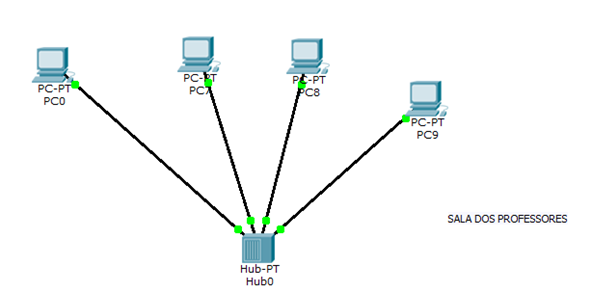 PC-PT
PC0
PC-PT
PC7
PC-PT
PC8
PC-PT
PC9
SALA DOS PROFESSORES
Hub-PT
Hub0